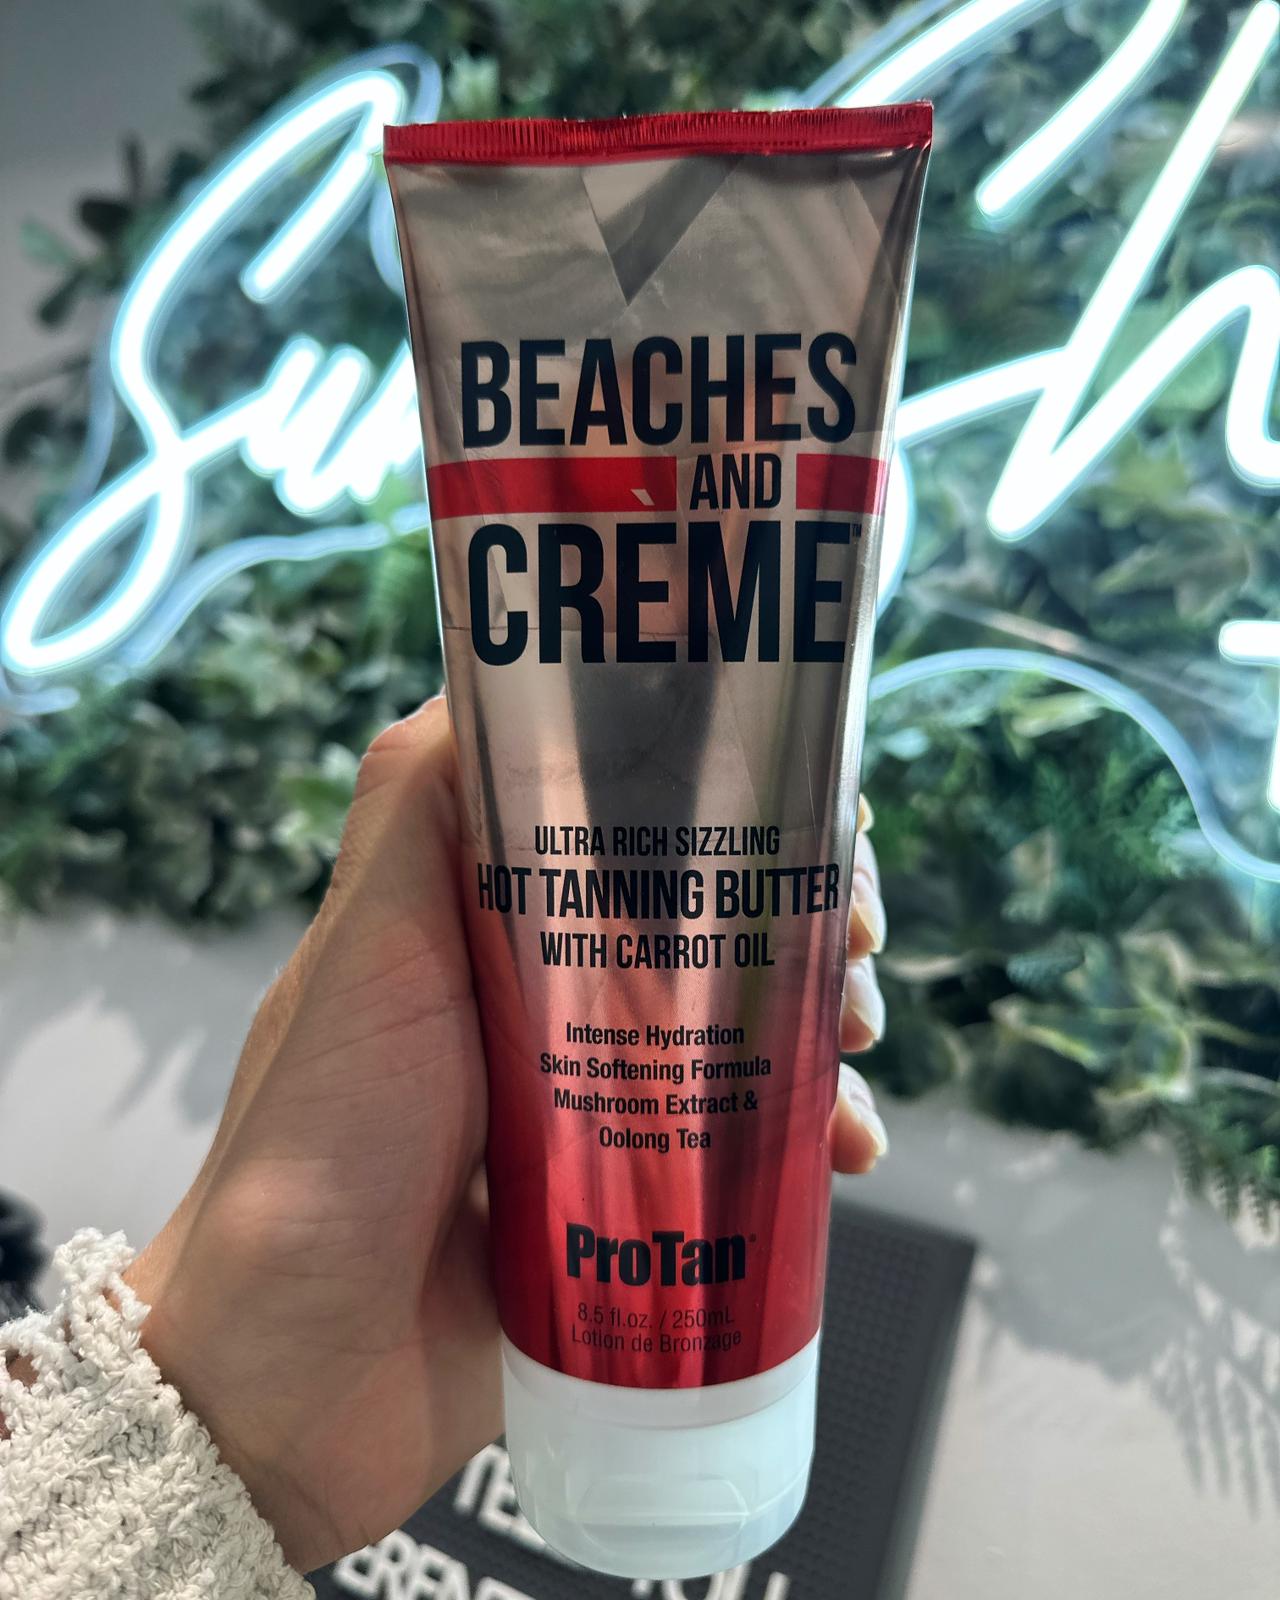 BEACHES
AND
CRÈME™
ULTRA RICH SIZZLING
HOT TANNING BUTTER
WITH CARROT OIL
Intense Hydration
Skin Softening Formula
Mushroom Extract &
Oolong Tea
ProTan®
8.5 fl.oz. / 250mL
Lotion de Bronzage